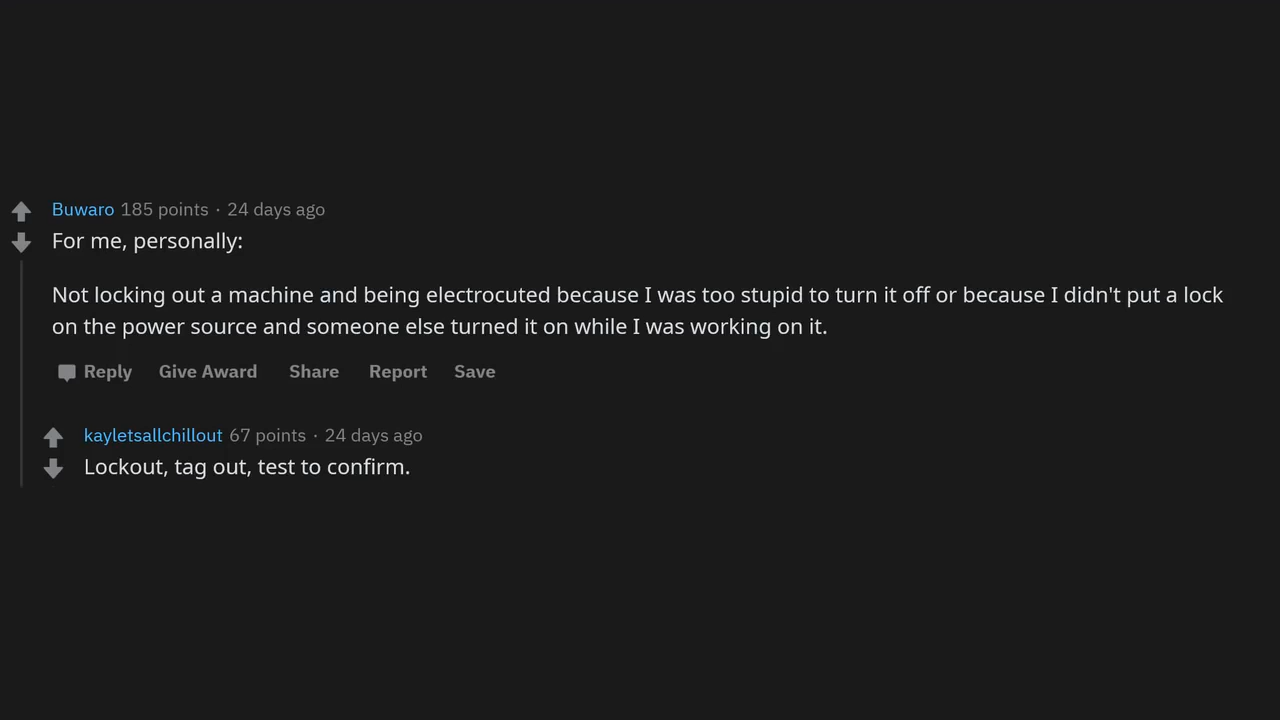 Buwaro 185 points · 24 days ago
For me, personally:
Not locking out a machine and being electrocuted because I was too stupid to turn it off or because I didn't put a lock
on the power source and someone else turned it on while I was working on it.
Reply Give Award Share Report Save
kayletsallchillout 67 points · 24 days ago
Lockout, tag out, test to confirm.